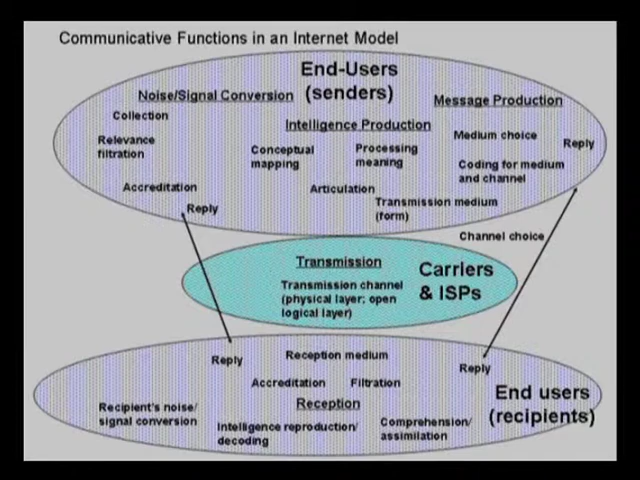 Communicative Functions in an Internet Model
End-Users
(senders)
Noise/Signal Conversion
Collection
Relevance
filtration
Accreditation
Reply
Intelligence Production
Conceptual
mapping
Processing
meaning
Articulation
Message Production
Medium choice
Reply
Coding for medium
and channel
Transmission medium
(form)
Channel choice
Transmission
Transmission channel
(physical layer; open
logical layer)
Carriers
& ISPs
Reply
Reception medium
Reply
Accreditation
Filtration
Reception
End users
(recipients)
Recipient's noise/
signal conversion
Intelligence reproduction/
decoding
Comprehension/
assimilation